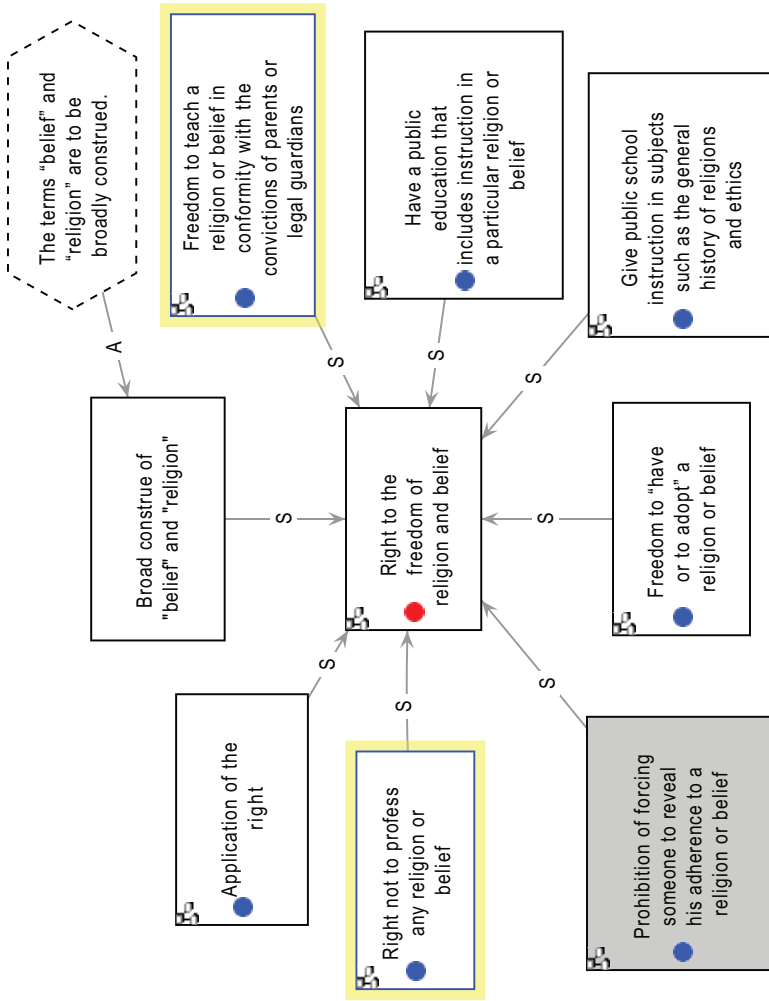 The terms “belief” and
“religion” are to be
broadly construed.
A
Broad construe of
"belief" and "religion"
S
Application of the
right
S
Freedom to teach a
religion or belief in
conformity with the
convictions of parents or
legal guardians
S
Right not to profess
any religion or
belief
S
Right to the
freedom of
religion and belief
S
Have a public
education that
includes instruction in
a particular religion or
belief
S
S
S
Prohibition of forcing
someone to reveal
his adherence to a
religion or belief
Freedom to “have
or to adopt” a
religion or belief
Give public school
instruction in subjects
such as the general
history of religions
and ethics